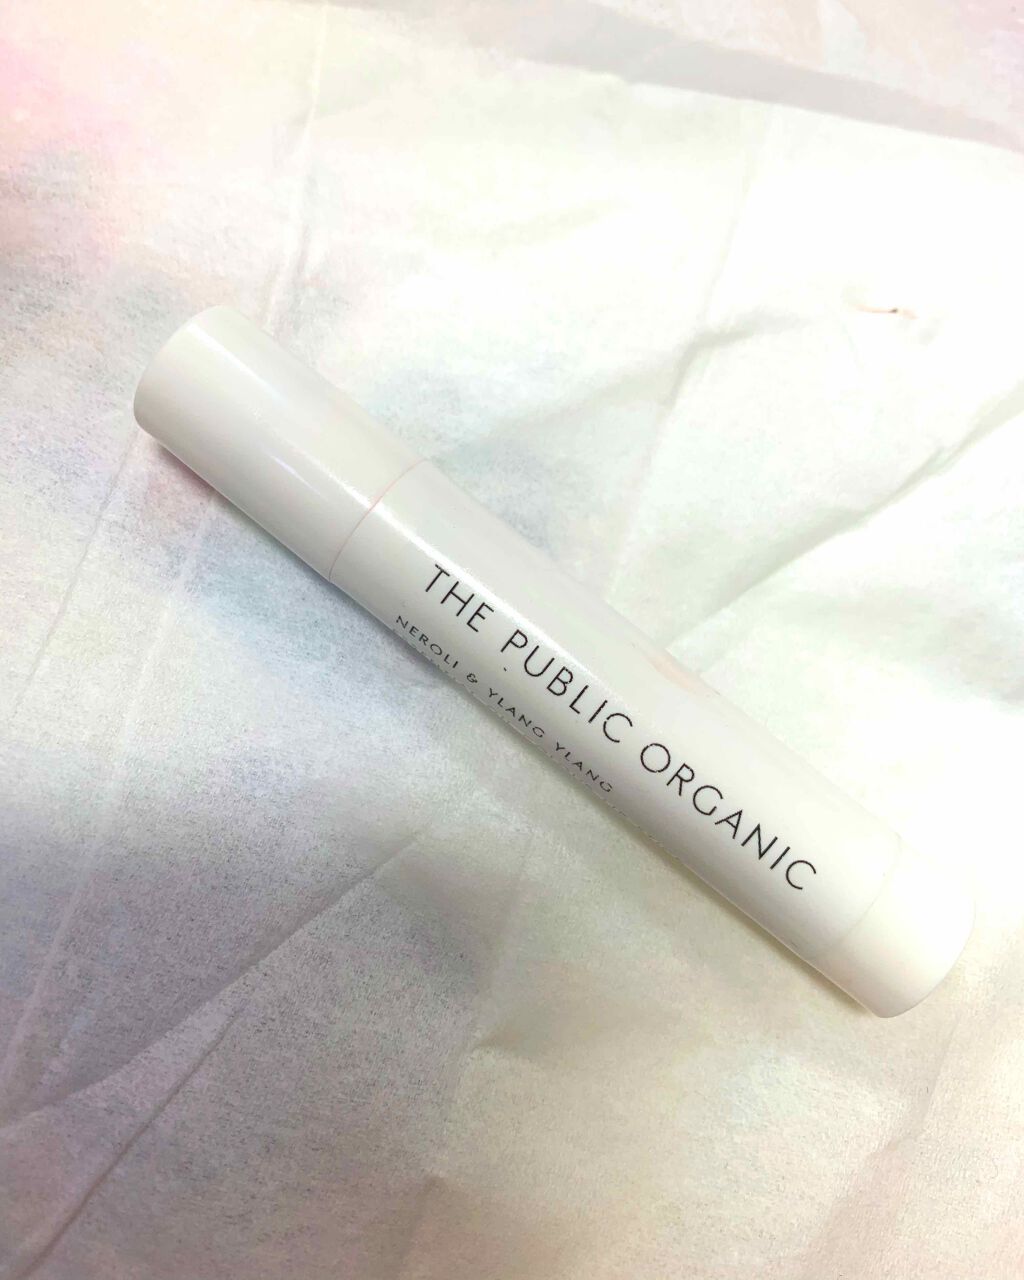 THE PUBLIC ORGANIC
NEROLI & YLANG YLANG